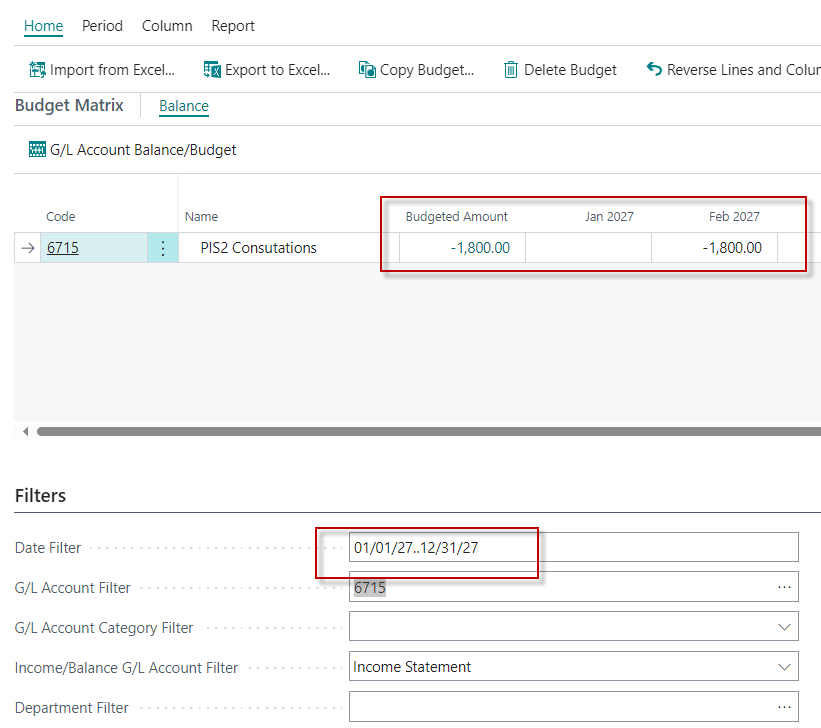 Home Period Column Report
Import from Excel... Export to Excel... Copy Budget... Delete Budget Reverse Lines and Colu
Budget Matrix Balance
G/L Account Balance/Budget
Code Name Budgeted Amount Jan 2027 Feb 2027
6715 PIS2 Consutations -1,800.00 -1,800.00
Filters
Date Filter 01/01/27..12/31/27
G/L Account Filter 6715
G/L Account Category Filter
Income/Balance G/L Account Filter Income Statement
Department Filter